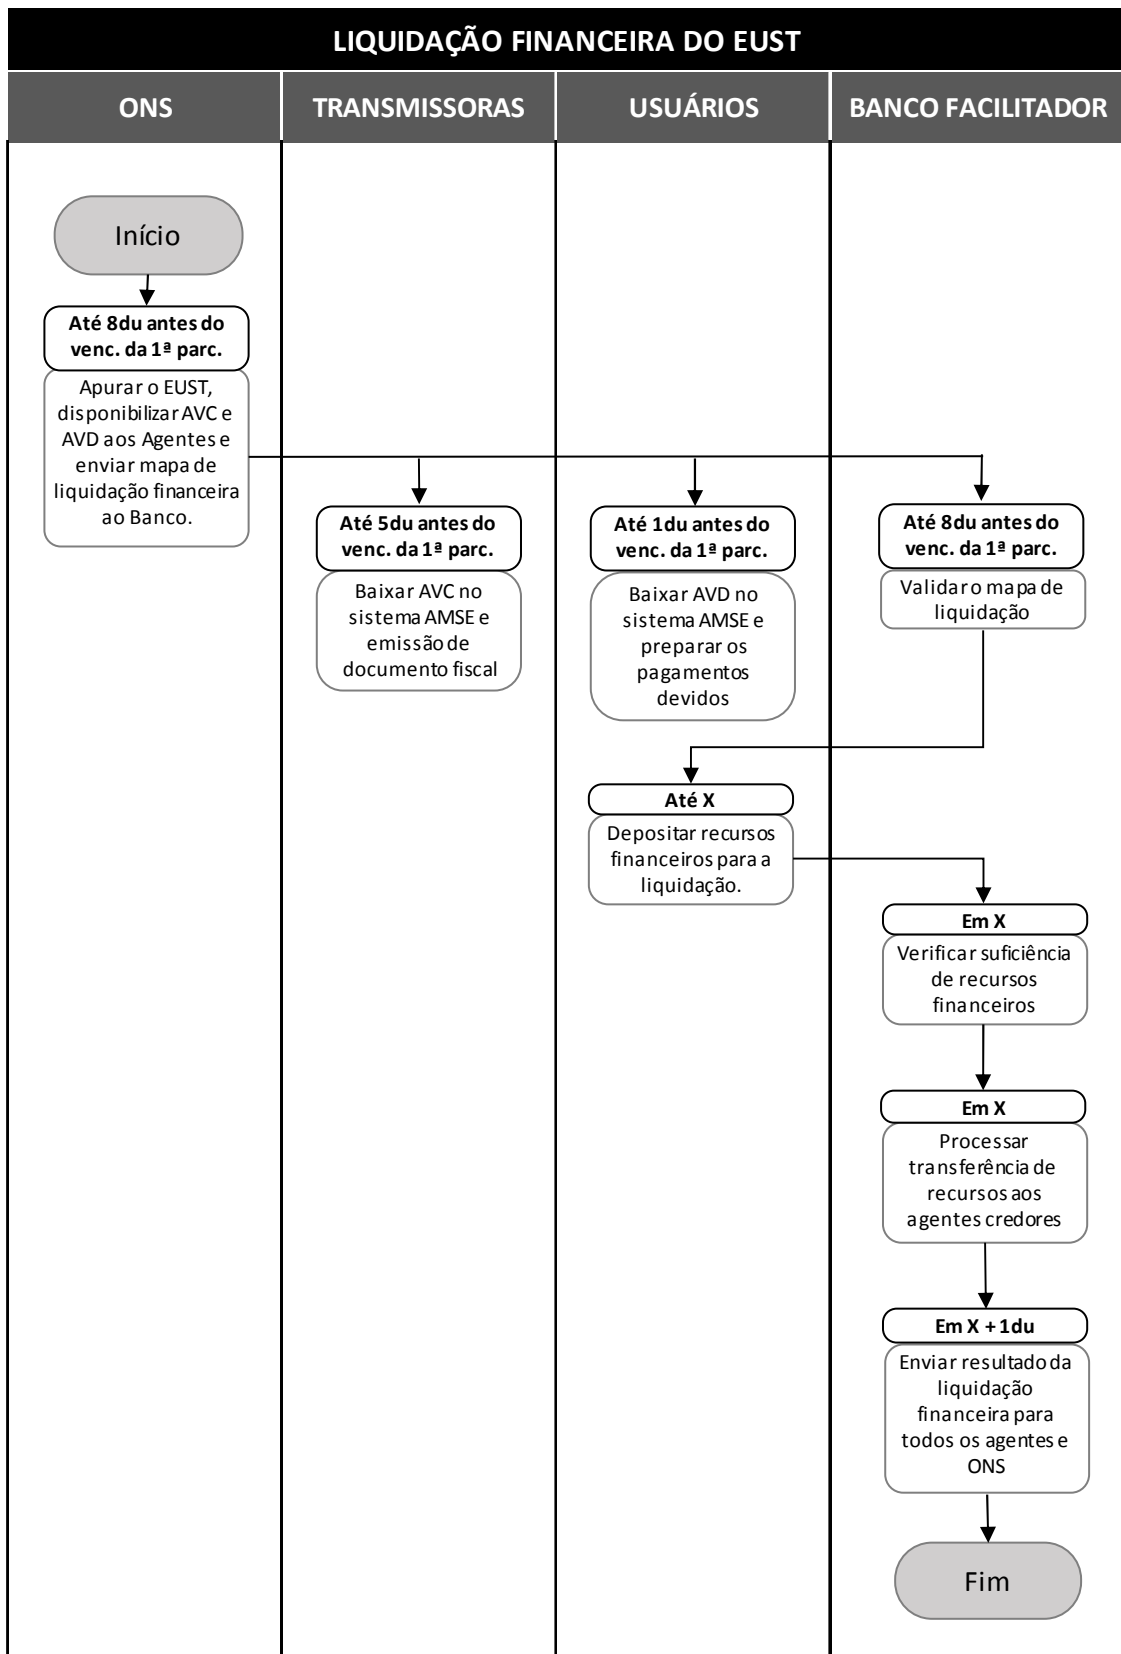 LIQUIDAÇÃO FINANCEIRA DO EUST
ONS
TRANSMISSORAS
USUÁRIOS
BANCO FACILITADOR
Início
Até 8du antes do
venc. da 1ª parc.
Apurar o EUST,
disponibilizar AVC e
AVD aos Agentes e
enviar mapa de
liquidação financeira
ao Banco.
Até 5du antes do
venc. da 1ª parc.
Baixar AVC no
sistema AMSE e
emissão de
documento fiscal
Até 1du antes do
venc. da 1ª parc.
Baixar AVD no
sistema AMSE e
preparar os
pagamentos
devidos
Até 8du antes do
venc. da 1ª parc.
Validar o mapa de
liquidação
Até X
Depositar recursos
financeiros para a
liquidação.
Em X
Verificar suficiência
de recursos
financeiros
Em X
Processar
transferência de
recursos aos
agentes credores
Em X + 1du
Enviar resultado da
liquidação
financeira para
todos os agentes e
ONS
Fim